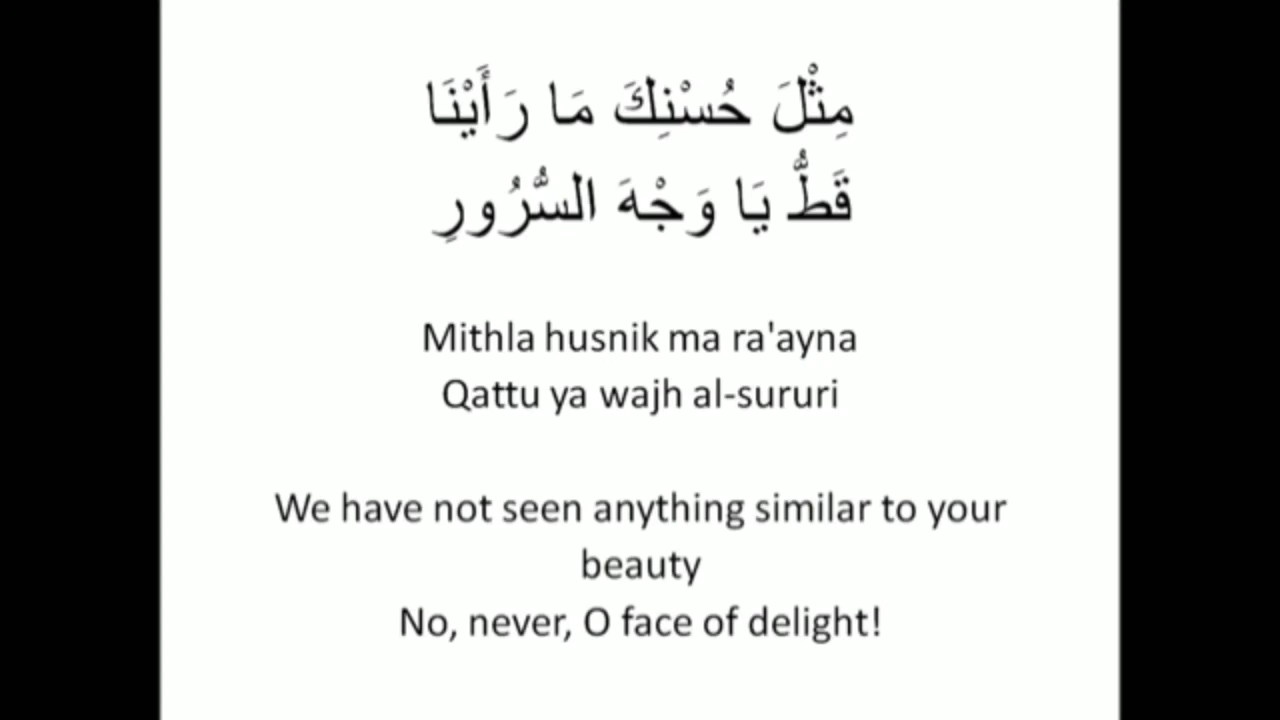 مِثْلَ حُسْنِكَ مَا رَأَيْنَا
قَطُّ يَا وَجْهَ السُّرُورِ
Mithla husnik ma ra'ayna
Qattu ya wajh al-sururi
We have not seen anything similar to your
beauty
No, never, O face of delight!